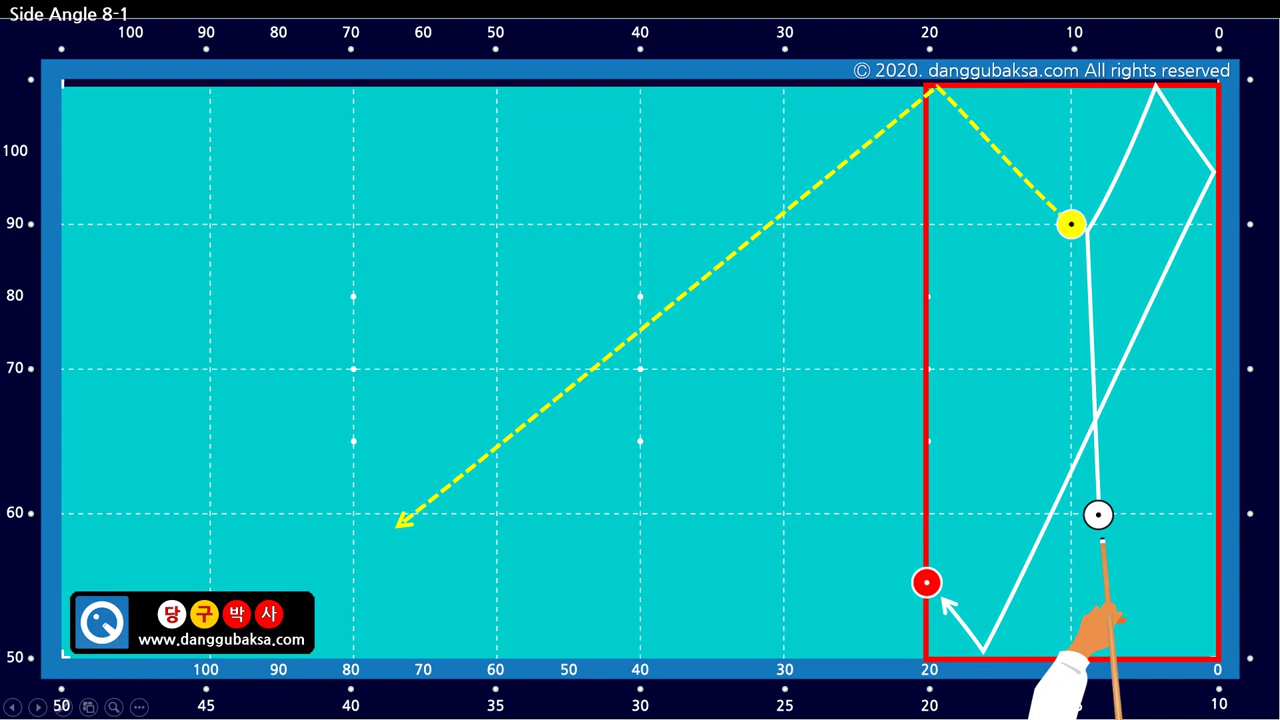 Side Angle 8-1
100 90 80 70 60 50 40 30 20 10 0
© 2020. danggubaksa.com All rights reserved
100
90
80
70
60
당구박사
www.danggubaksa.com
50 100 90 80 70 60 50 40 30 20 0
50 45 40 35 30 25 20 15 10